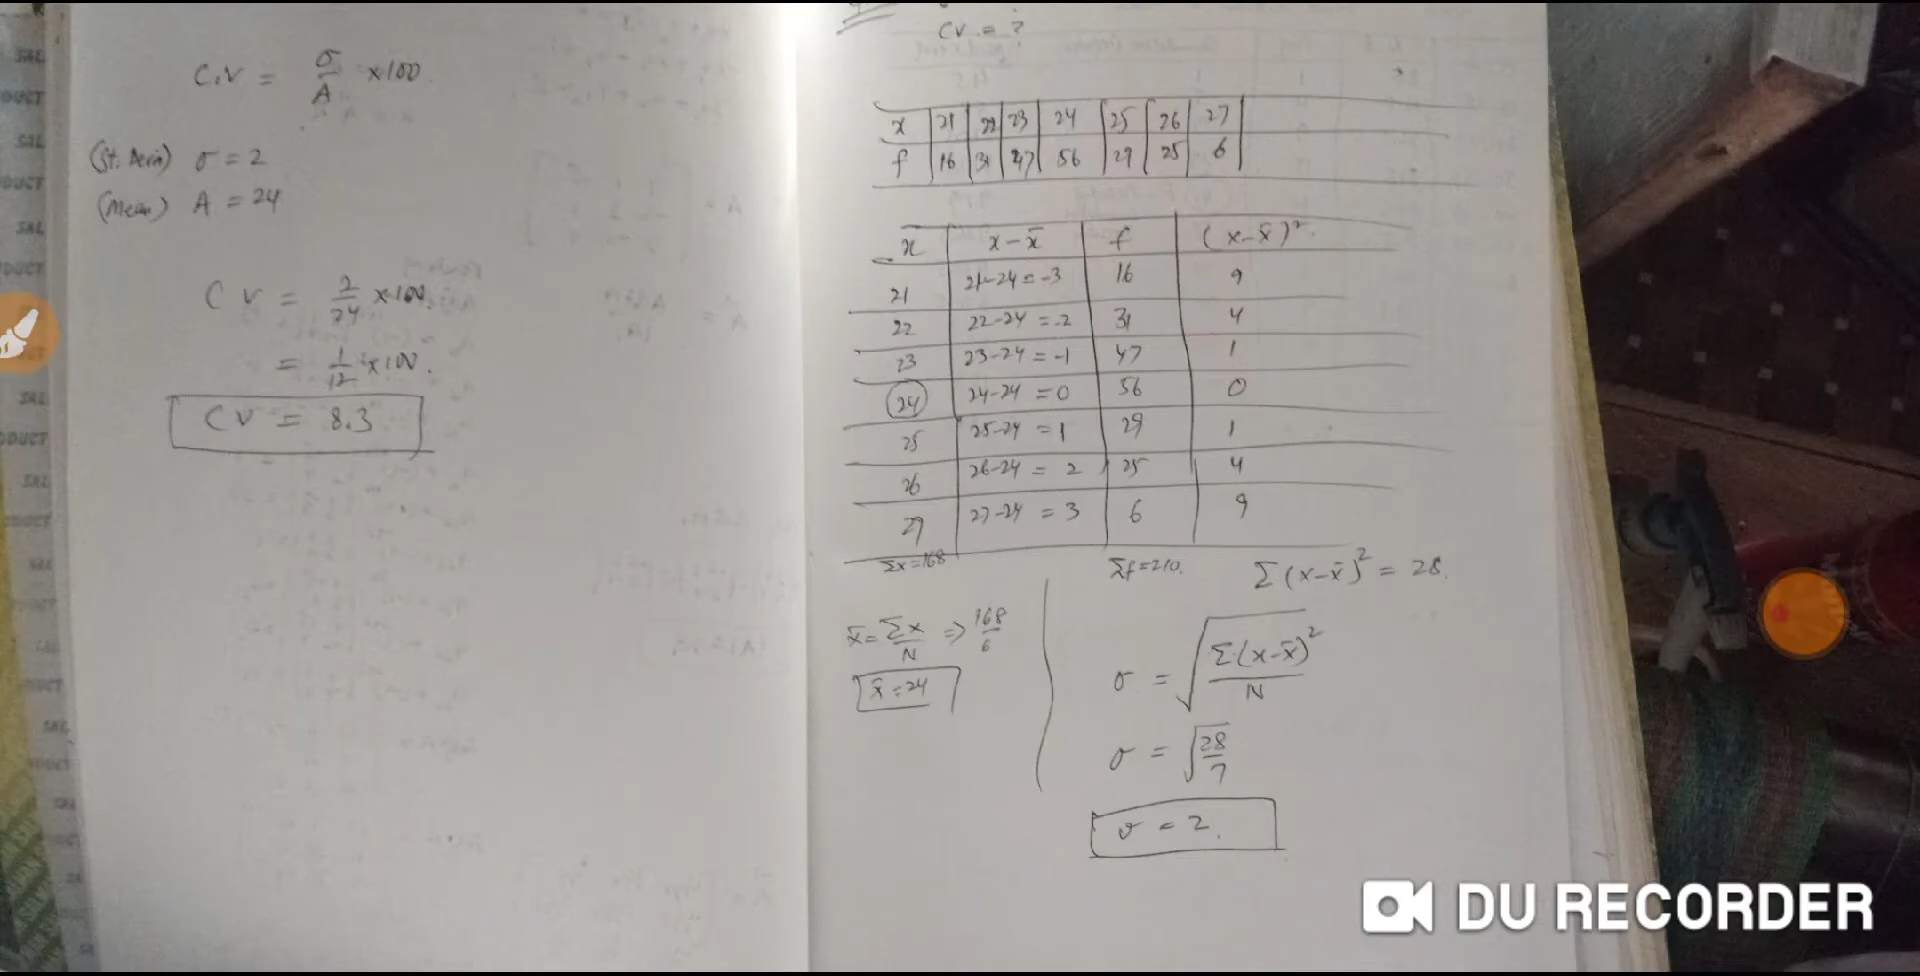 C.V = σ/A ×100.
σ = 2
(Mean) A = 24
C V = 2/24 ×100.
= 1/12 ×100.
CV = 8.3
CV = ?
x | 21 | 22 | 23 | 24 | 25 | 26 | 27
f | 16 | 31 | 47 | 56 | 29 | 25 | 6
x | x-x̄ | f | (x-x̄)².
21 | 21-24 = -3 | 16 | 9
22 | 22-24 = -2 | 31 | 4
23 | 23-24 = -1 | 47 | 1
24 | 24-24 = 0 | 56 | 0
25 | 25-24 = 1 | 29 | 1
26 | 26-24 = 2 | 25 | 4
27 | 27-24 = 3 | 6 | 9
Σx=168 Σf=210. Σ(x-x̄)² = 28.
x̄ = Σx/N => 168/6
x̄ = 24
σ = √(Σ(x-x̄)²/N)
σ = √(28/7)
σ = 2.
DU RECORDER